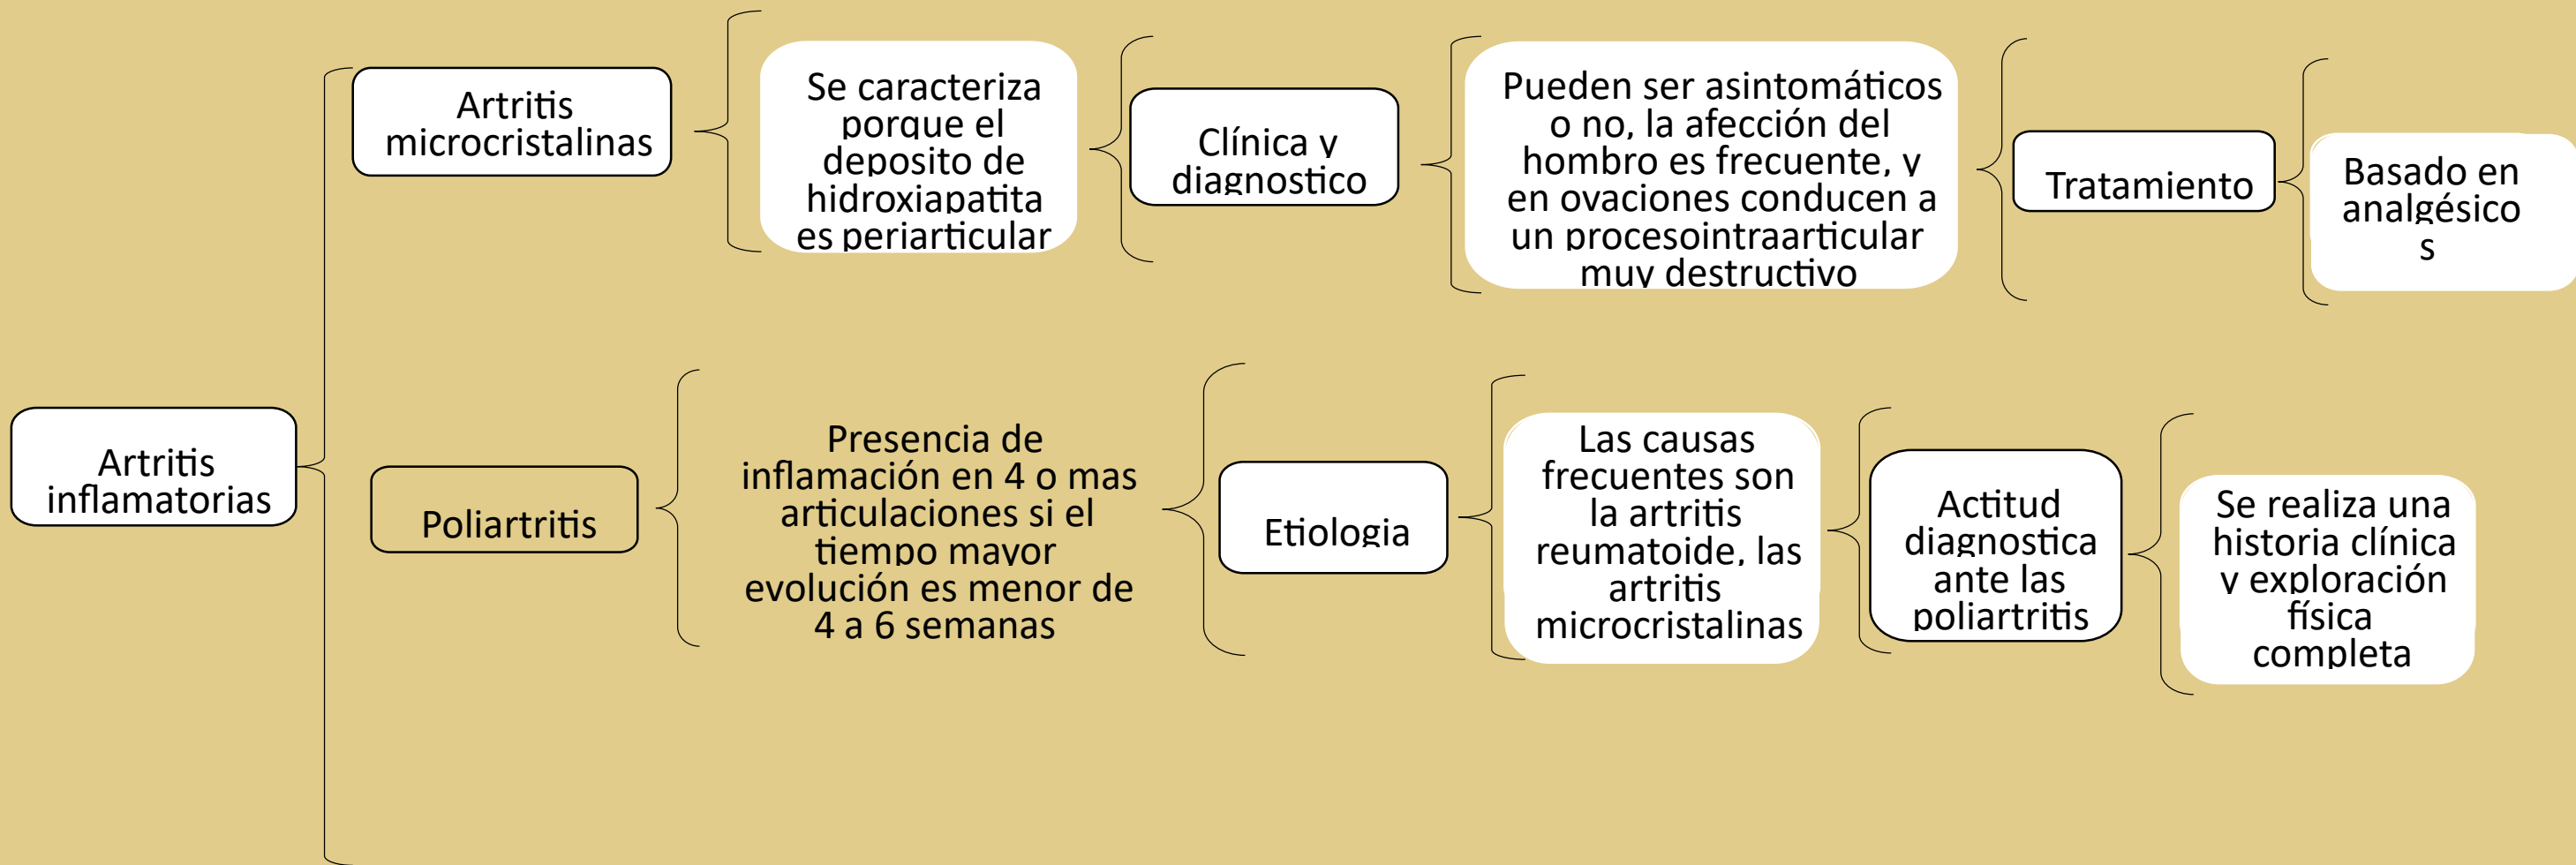 Artritis
microcristalinas
Se caracteriza
porque el
deposito de
hidroxiapatita
es periarticular
Clínica y
diagnostico
Pueden ser asintomáticos
o no, la afección del
hombro es frecuente, y
en ovaciones conducen a
un procesointraarticular
muy destructivo
Tratamiento
Basado en
analgésico
s
Artritis
inflamatorias
Poliartritis
Presencia de
inflamación en 4 o mas
articulaciones si el
tiempo mayor
evolución es menor de
4 a 6 semanas
Etiologia
Las causas
frecuentes son
la artritis
reumatoide, las
artritis
microcristalinas
Actitud
diagnostica
ante las
poliartritis
Se realiza una
historia clínica
y exploración
física
completa